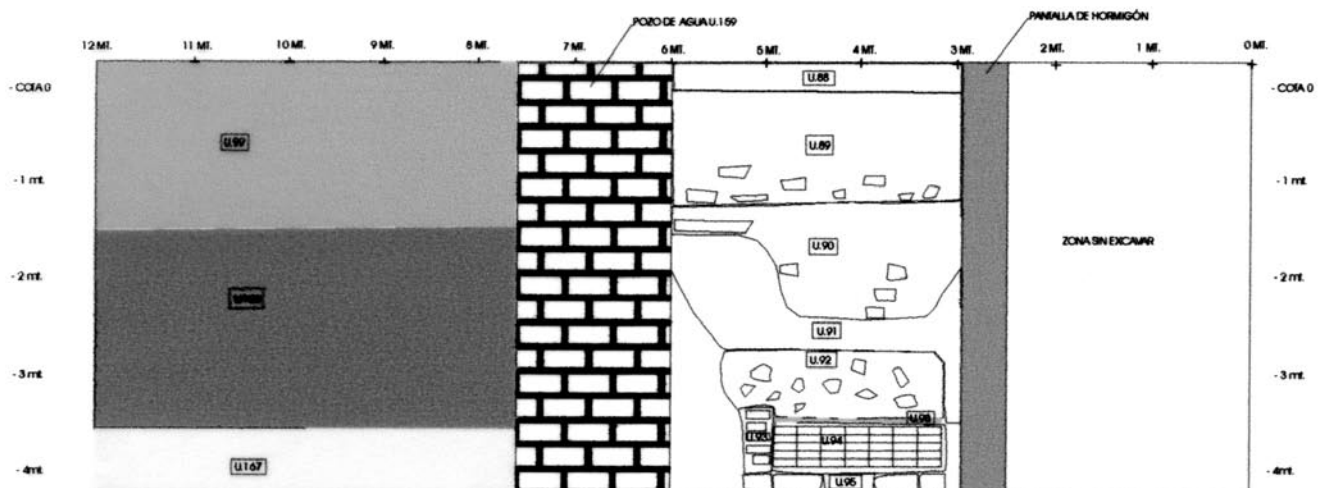 POZO DE AGUA U.159
PANTALLA DE HORMIGÓN
12 Mt. 11 Mt. 10 Mt. 9 Mt. 8 Mt. 7 Mt. 6 Mt. 5 Mt. 4 Mt. 3 Mt. 2 Mt. 1 Mt. 0 Mt.
- COTA 0
U.88
- COTA 0
U.99
U.89
- 1 mt.
- 1 mt.
U.90
ZONA SIN EXCAVAR
- 2 mt.
- 2 mt.
U.91
U.92
- 3 mt.
- 3 mt.
U.93
U.94
U.167
- 4mt.
- 4mt.
U.95